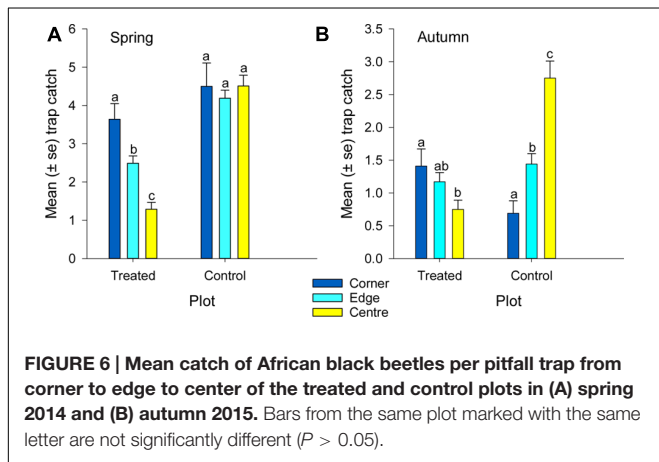 A Spring
B Autumn
Mean (± se) trap catch
6
5
4
3
2
1
0
a
b
c
a
a
a
Treated Control
Plot
Mean (± se) trap catch
3.5
3.0
2.5
2.0
1.5
1.0
0.5
0.0
a
ab
b
a
b
c
Treated Control
Plot
Corner
Edge
Centre
FIGURE 6 | Mean catch of African black beetles per pitfall trap from
corner to edge to center of the treated and control plots in (A) spring
2014 and (B) autumn 2015. Bars from the same plot marked with the same
letter are not significantly different (P > 0.05).